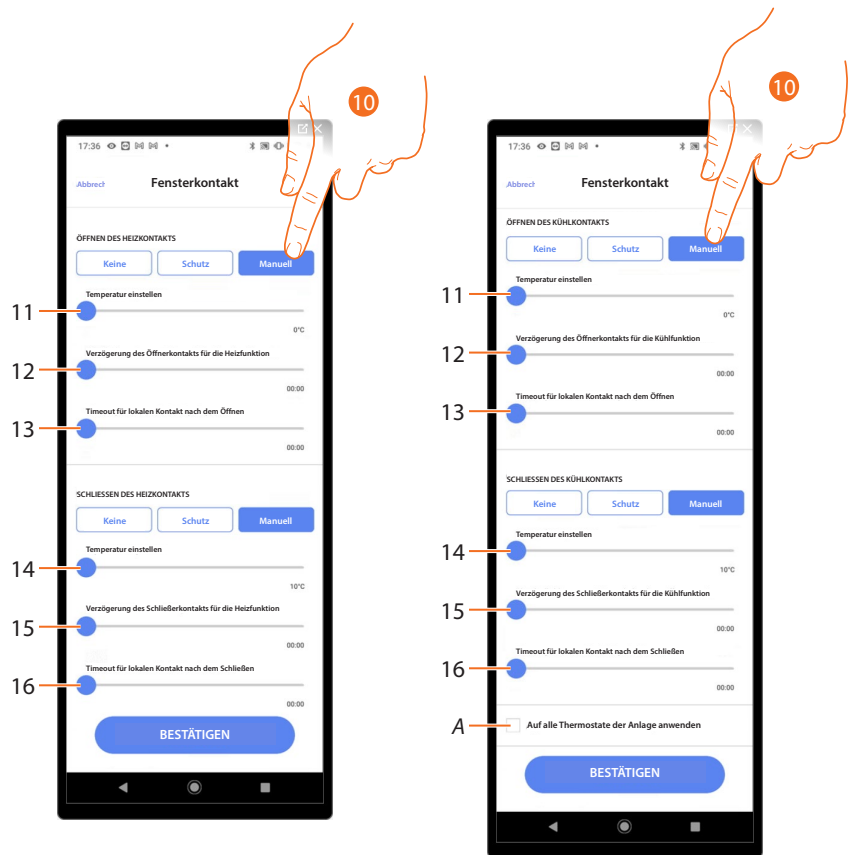 10
17:36
Abbrect
Fensterkontakt
ÖFFNEN DES HEIZKONTAKTS
Keine
Schutz
Manuell
11
Temperatur einstellen
0°C
12
Verzögerung des Öffnerkontakts für die Heizfunktion
00:00
13
Timeout für lokalen Kontakt nach dem Öffnen
00:00
SCHLIESSEN DES HEIZKONTAKTS
Keine
Schutz
Manuell
14
Temperatur einstellen
10°C
15
Verzögerung des Schließerkontakts für die Heizfunktion
00:00
16
Timeout für lokalen Kontakt nach dem Schließen
00:00
BESTÄTIGEN
10
17:36
Abbrect
Fensterkontakt
ÖFFNEN DES KÜHLKONTAKTS
Keine
Schutz
Manuell
11
Temperatur einstellen
0°C
12
Verzögerung des Öffnerkontakts für die Kühlfunktion
00:00
13
Timeout für lokalen Kontakt nach dem Öffnen
00:00
SCHLIESSEN DES KÜHLKONTAKTS
Keine
Schutz
Manuell
14
Temperatur einstellen
10°C
15
Verzögerung des Schließerkontakts für die Kühlfunktion
00:00
16
Timeout für lokalen Kontakt nach dem Schließen
00:00
A
Auf alle Thermostate der Anlage anwenden
BESTÄTIGEN